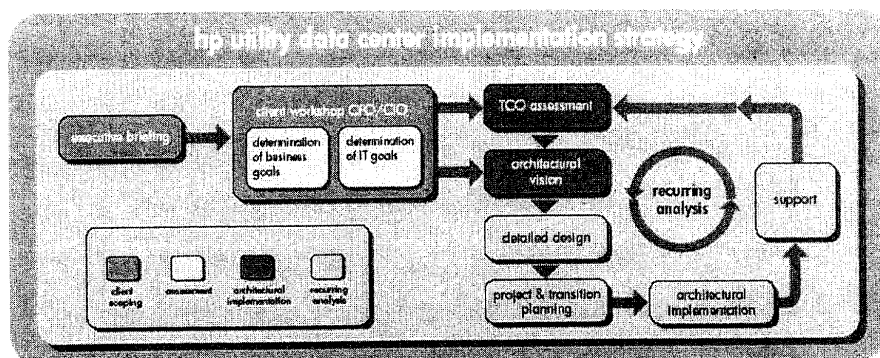 hp utility data center implementation strategy
executive briefing
client workshop CFO/CIO
determination
of business
goals
determination
of IT goals
TCO assessment
architectural
vision
detailed design
project & transition
planning
architectural
implementation
support
recurring
analysis
client
scoping
assessment
architectural
implementation
recurring
analysis